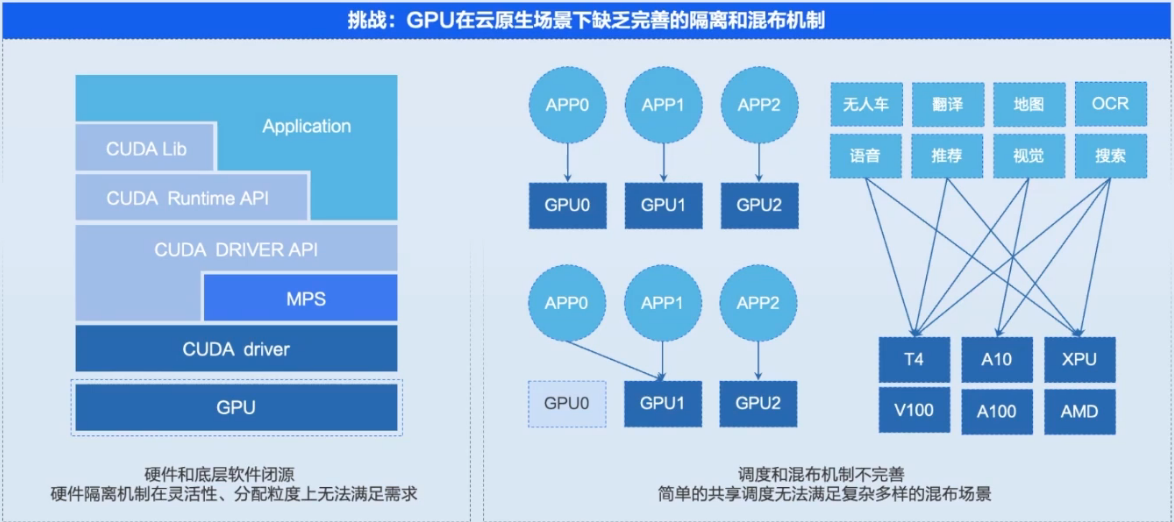 挑战：GPU在云原生场景下缺乏完善的隔离和混布机制
Application
CUDA Lib
CUDA Runtime API
CUDA DRIVER API
MPS
CUDA driver
GPU
硬件和底层软件闭源
硬件隔离机制在灵活性、分配粒度上无法满足需求
APP0 APP1 APP2
GPU0 GPU1 GPU2
APP0 APP1 APP2
GPU0 GPU1 GPU2
无人车 翻译 地图 OCR
语音 推荐 视觉 搜索
T4 A10 XPU
V100 A100 AMD
调度和混布机制不完善
简单的共享调度无法满足复杂多样的混布场景